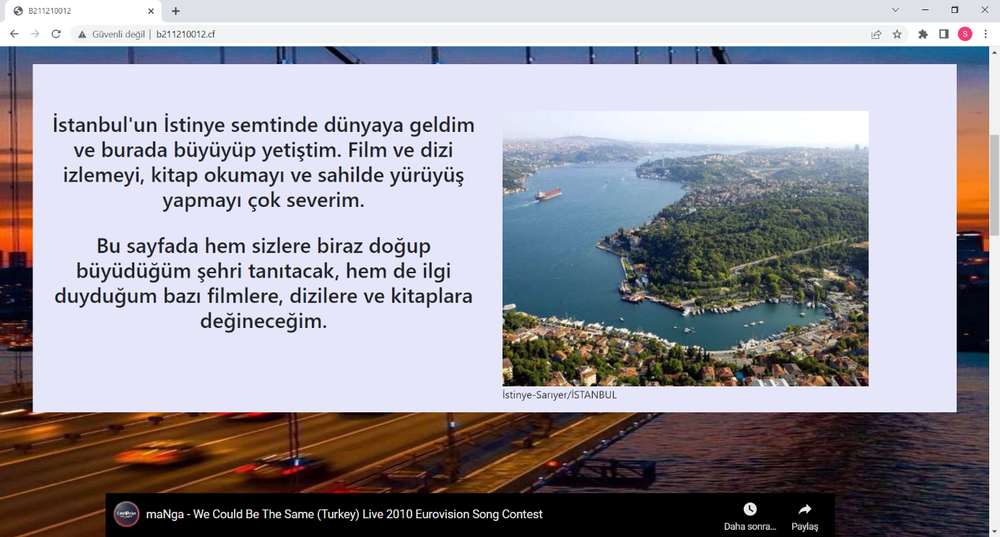 B211210012
Güvenli değil
b211210012.cf
S
İstanbul'un İstinye semtinde dünyaya geldim
ve burada büyüyüp yetiştim. Film ve dizi
izlemeyi, kitap okumayı ve sahilde yürüyüş
yapmayı çok severim.
Bu sayfada hem sizlere biraz doğup
büyüdüğüm şehri tanıtacak, hem de ilgi
duyduğum bazı filmlere, dizilere ve kitaplara
değineceğim.
İstinye-Sarıyer/İSTANBUL
maNga - We Could Be The Same (Turkey) Live 2010 Eurovision Song Contest
Daha sonra...
Paylaş